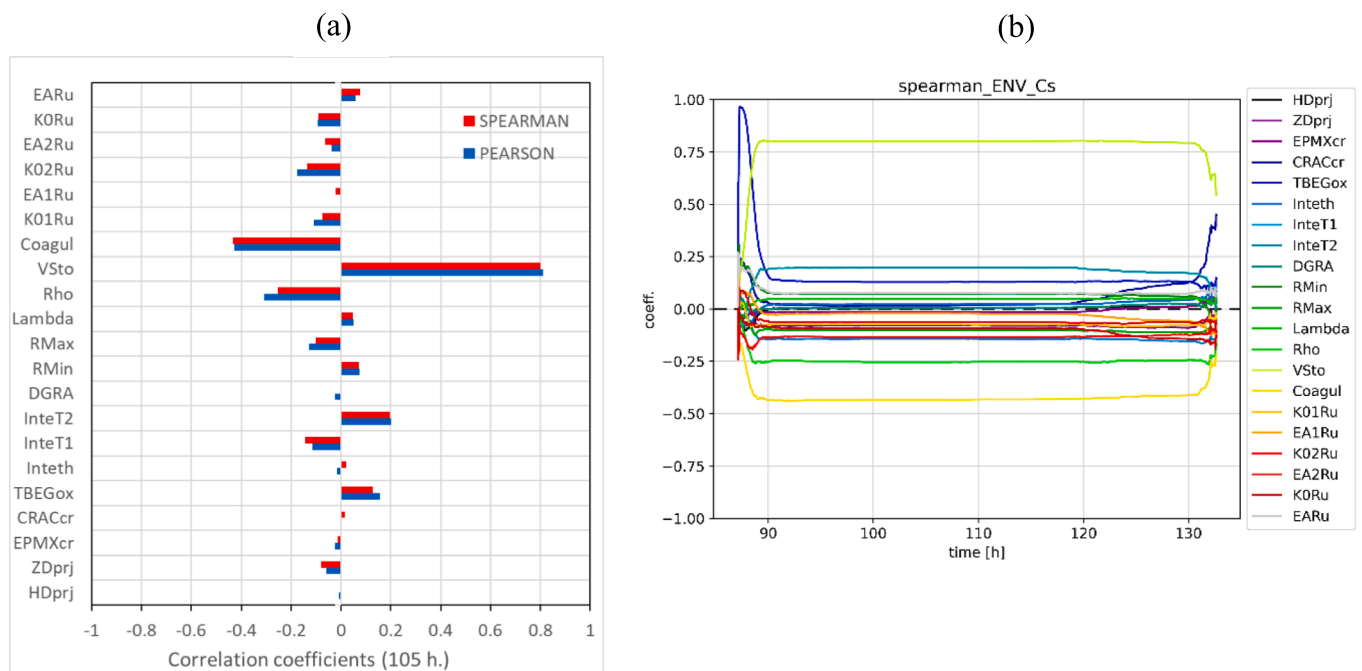 (a)
EARu
K0Ru
EA2Ru
K02Ru
EA1Ru
K01Ru
Coagul
VSto
Rho
Lambda
RMax
RMin
DGRA
InteT2
InteT1
Inteth
TBEGox
CRACcr
EPMXcr
ZDprj
HDprj
SPEARMAN
PEARSON
-1 -0.8 -0.6 -0.4 -0.2 0 0.2 0.4 0.6 0.8 1
Correlation coefficients (105 h.)
(b)
spearman_ENV_Cs
1.00
0.75
0.50
0.25
0.00
−0.25
−0.50
−0.75
−1.00
coeff.
90 100 110 120 130
time [h]
HDprj
ZDprj
EPMXcr
CRACcr
TBEGox
Inteth
InteT1
InteT2
DGRA
RMin
RMax
Lambda
Rho
VSto
Coagul
K01Ru
EA1Ru
K02Ru
EA2Ru
K0Ru
EARu